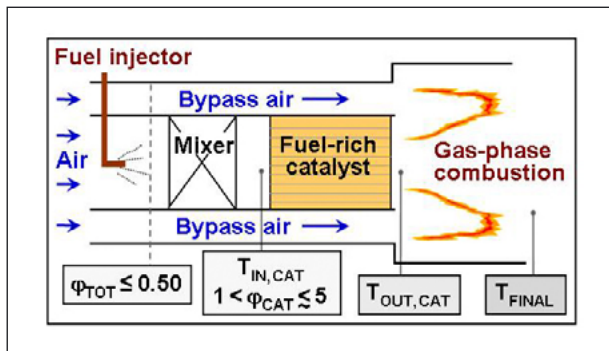 Fuel injector
Bypass air
Air
Mixer
Fuel-rich
catalyst
Gas-phase
combustion
Bypass air
φTOT ≤ 0.50
TIN,CAT
1 < φCAT ≲ 5
TOUT,CAT
TFINAL